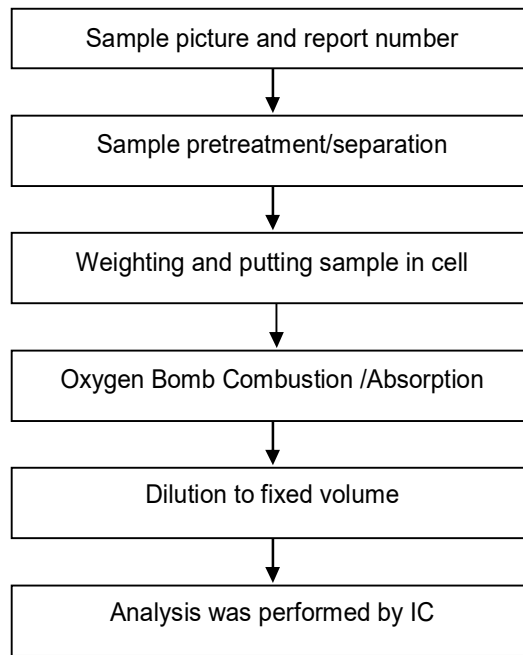 Sample picture and report number
Sample pretreatment/separation
Weighting and putting sample in cell
Oxygen Bomb Combustion /Absorption
Dilution to fixed volume
Analysis was performed by IC